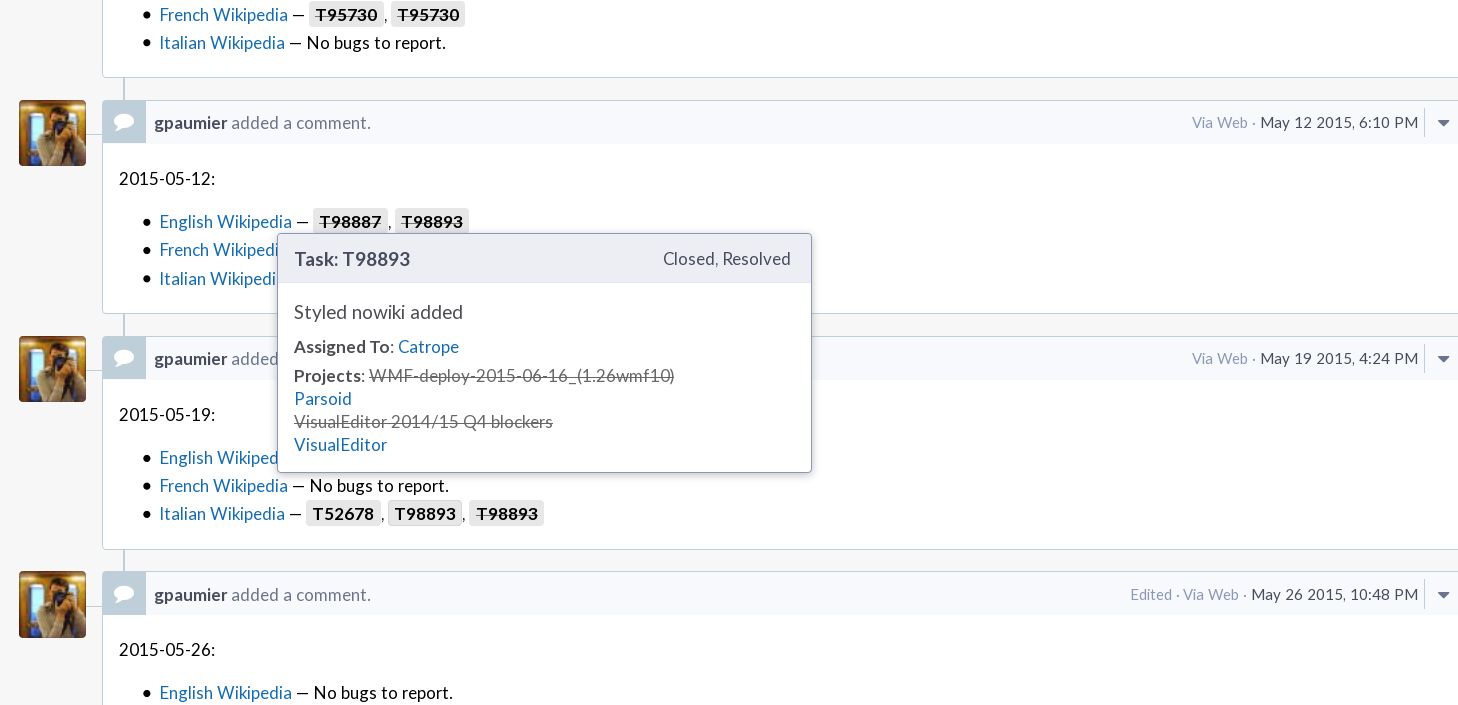 • French Wikipedia — T95730, T95730
• Italian Wikipedia — No bugs to report.
gpaumier added a comment. Via Web · May 12 2015, 6:10 PM
2015-05-12:
• English Wikipedia — T98887, T98893
• French Wikipedi
• Italian Wikipedi
Task: T98893 Closed, Resolved
Styled nowiki added
Assigned To: Catrope
Projects: WMF-deploy-2015-06-16_(1.26wmf10)
Parsoid
VisualEditor 2014/15 Q4 blockers
VisualEditor
gpaumier added Via Web · May 19 2015, 4:24 PM
2015-05-19:
• English Wikiped
• French Wikipedia — No bugs to report.
• Italian Wikipedia — T52678, T98893, T98893
gpaumier added a comment. Edited · Via Web · May 26 2015, 10:48 PM
2015-05-26:
• English Wikipedia — No bugs to report.